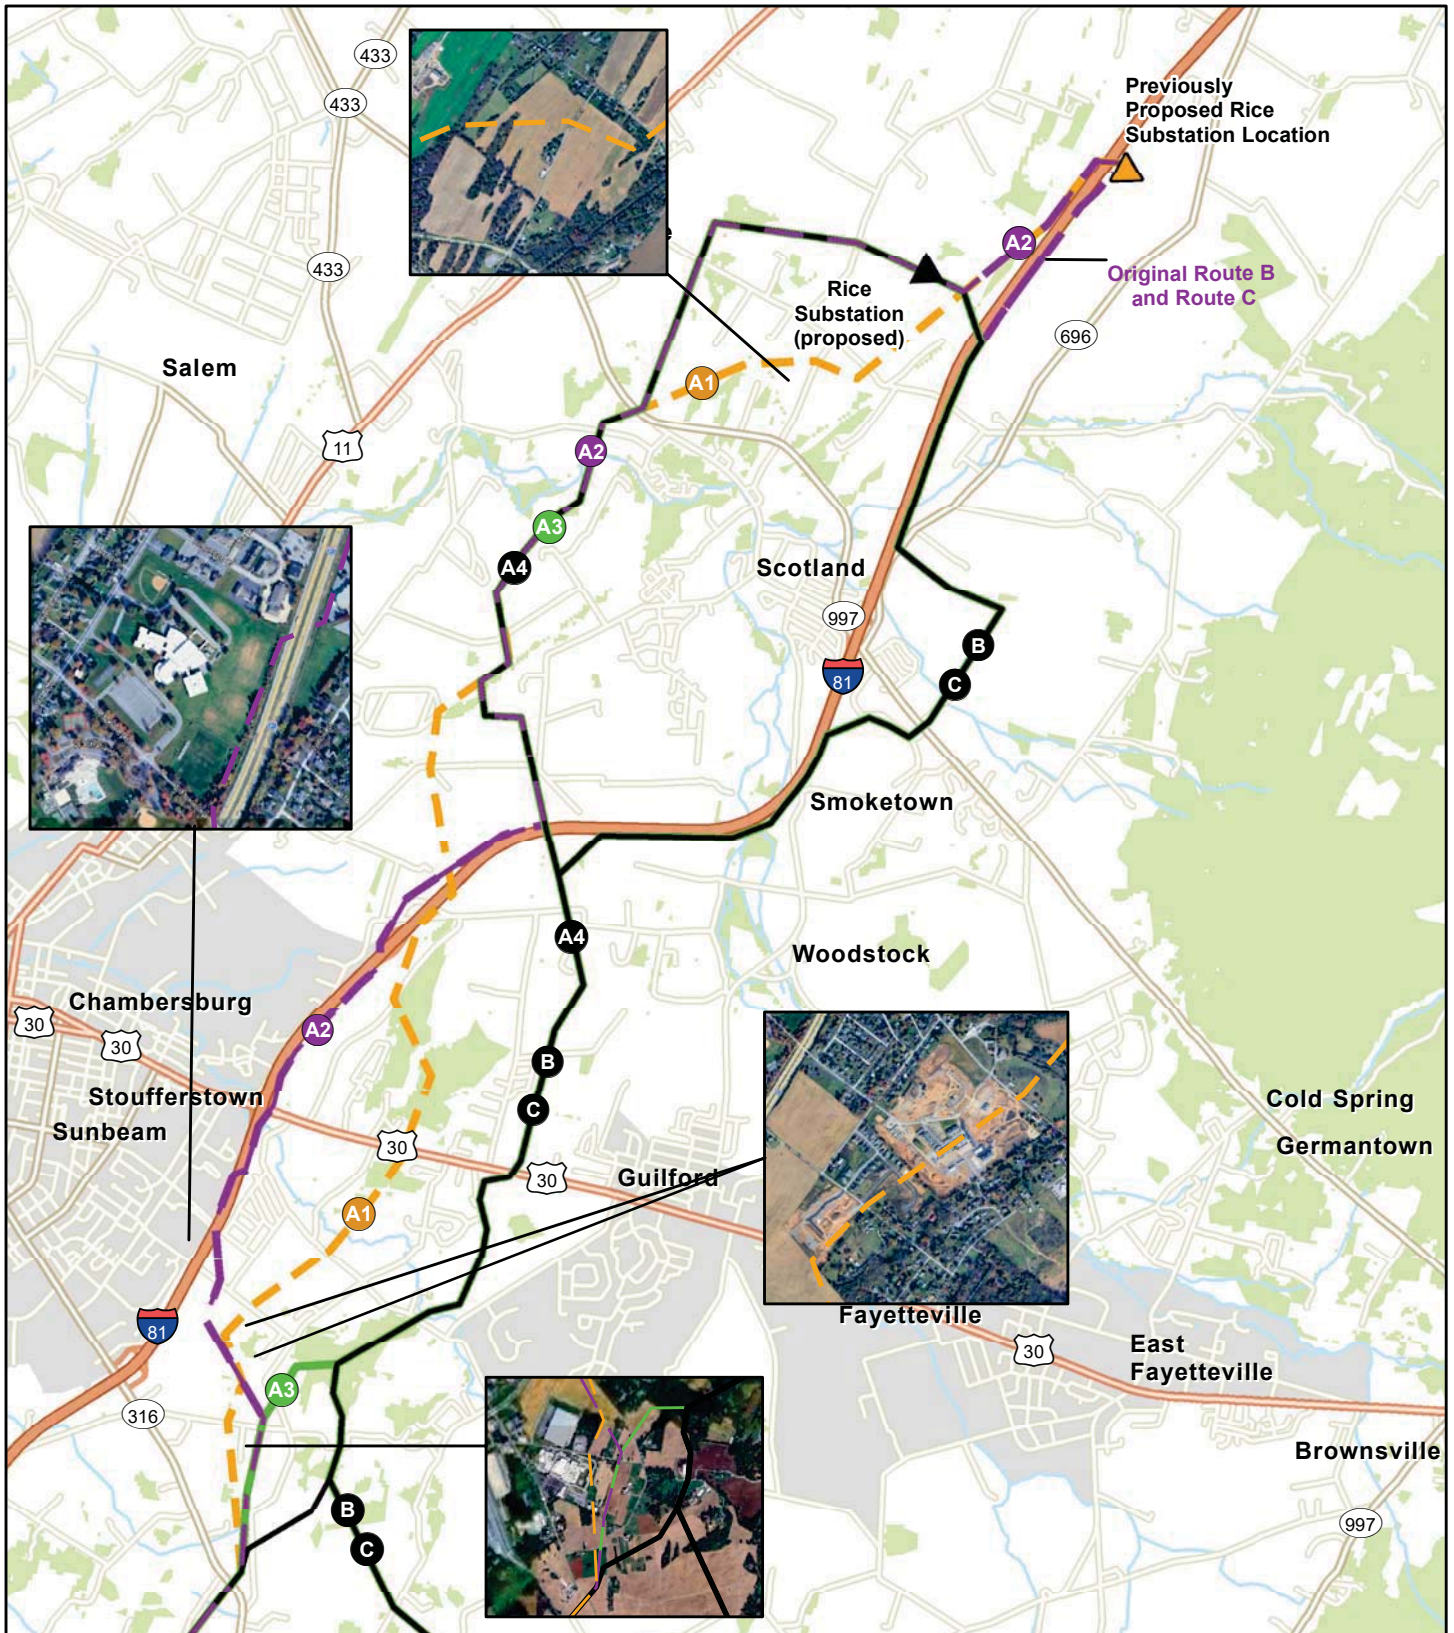 433
433
Previously
Proposed Rice
Substation Location
A2
433
Original Route B
and Route C
Rice
Substation
(proposed)
696
Salem
A1
11
A2
A3
Scotland
A4
997
B
81
C
Smoketown
A4
Woodstock
Chambersburg
30
A2
30
B
Stoufferstown
Cold Spring
C
Sunbeam
30
Germantown
30
Guilford
A1
Fayetteville
81
East
Fayetteville
30
A3
316
Brownsville
B
997
C